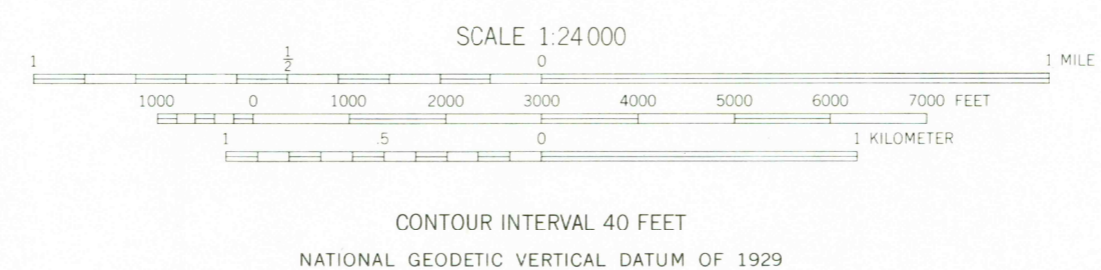 SCALE 1:24 000
1 ½ 0 1 MILE
1000 0 1000 2000 3000 4000 5000 6000 7000 FEET
1 .5 0 1 KILOMETER
CONTOUR INTERVAL 40 FEET
NATIONAL GEODETIC VERTICAL DATUM OF 1929